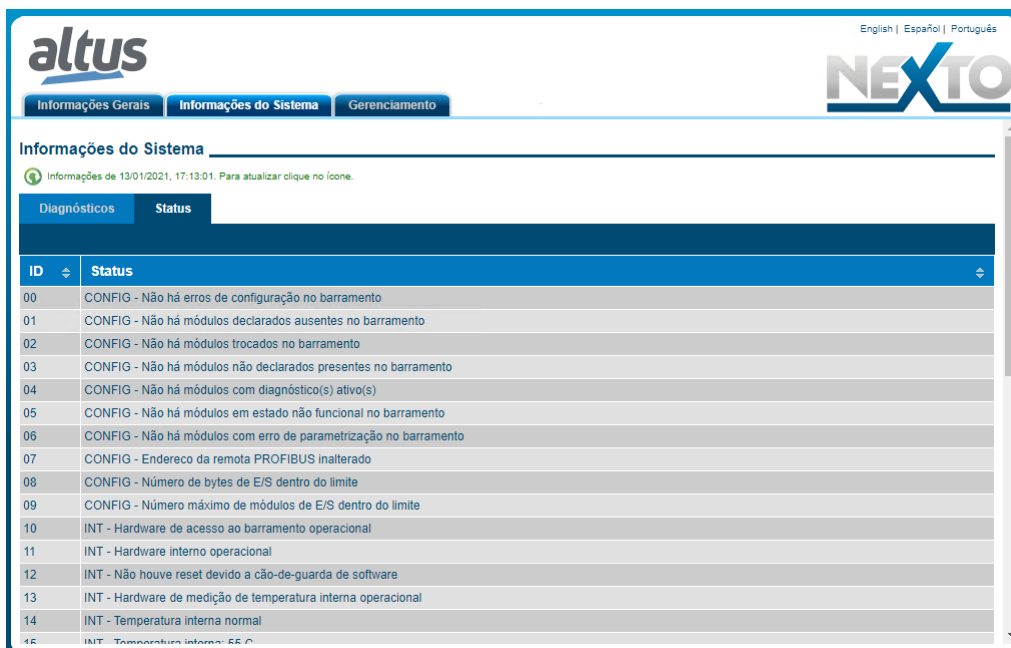 English | Español | Português
altus
NEXTO
Informações Gerais Informações do Sistema Gerenciamento
Informações do Sistema
Informações de 13/01/2021, 17:13:01. Para atualizar clique no ícone.
Diagnósticos Status
ID Status
00 CONFIG - Não há erros de configuração no barramento
01 CONFIG - Não há módulos declarados ausentes no barramento
02 CONFIG - Não há módulos trocados no barramento
03 CONFIG - Não há módulos não declarados presentes no barramento
04 CONFIG - Não há módulos com diagnóstico(s) ativo(s)
05 CONFIG - Não há módulos em estado não funcional no barramento
06 CONFIG - Não há módulos com erro de parametrização no barramento
07 CONFIG - Endereco da remota PROFIBUS inalterado
08 CONFIG - Número de bytes de E/S dentro do limite
09 CONFIG - Número máximo de módulos de E/S dentro do limite
10 INT - Hardware de acesso ao barramento operacional
11 INT - Hardware interno operacional
12 INT - Não houve reset devido a cão-de-guarda de software
13 INT - Hardware de medição de temperatura interna operacional
14 INT - Temperatura interna normal
15 INT - Temperatura interna: 55 C